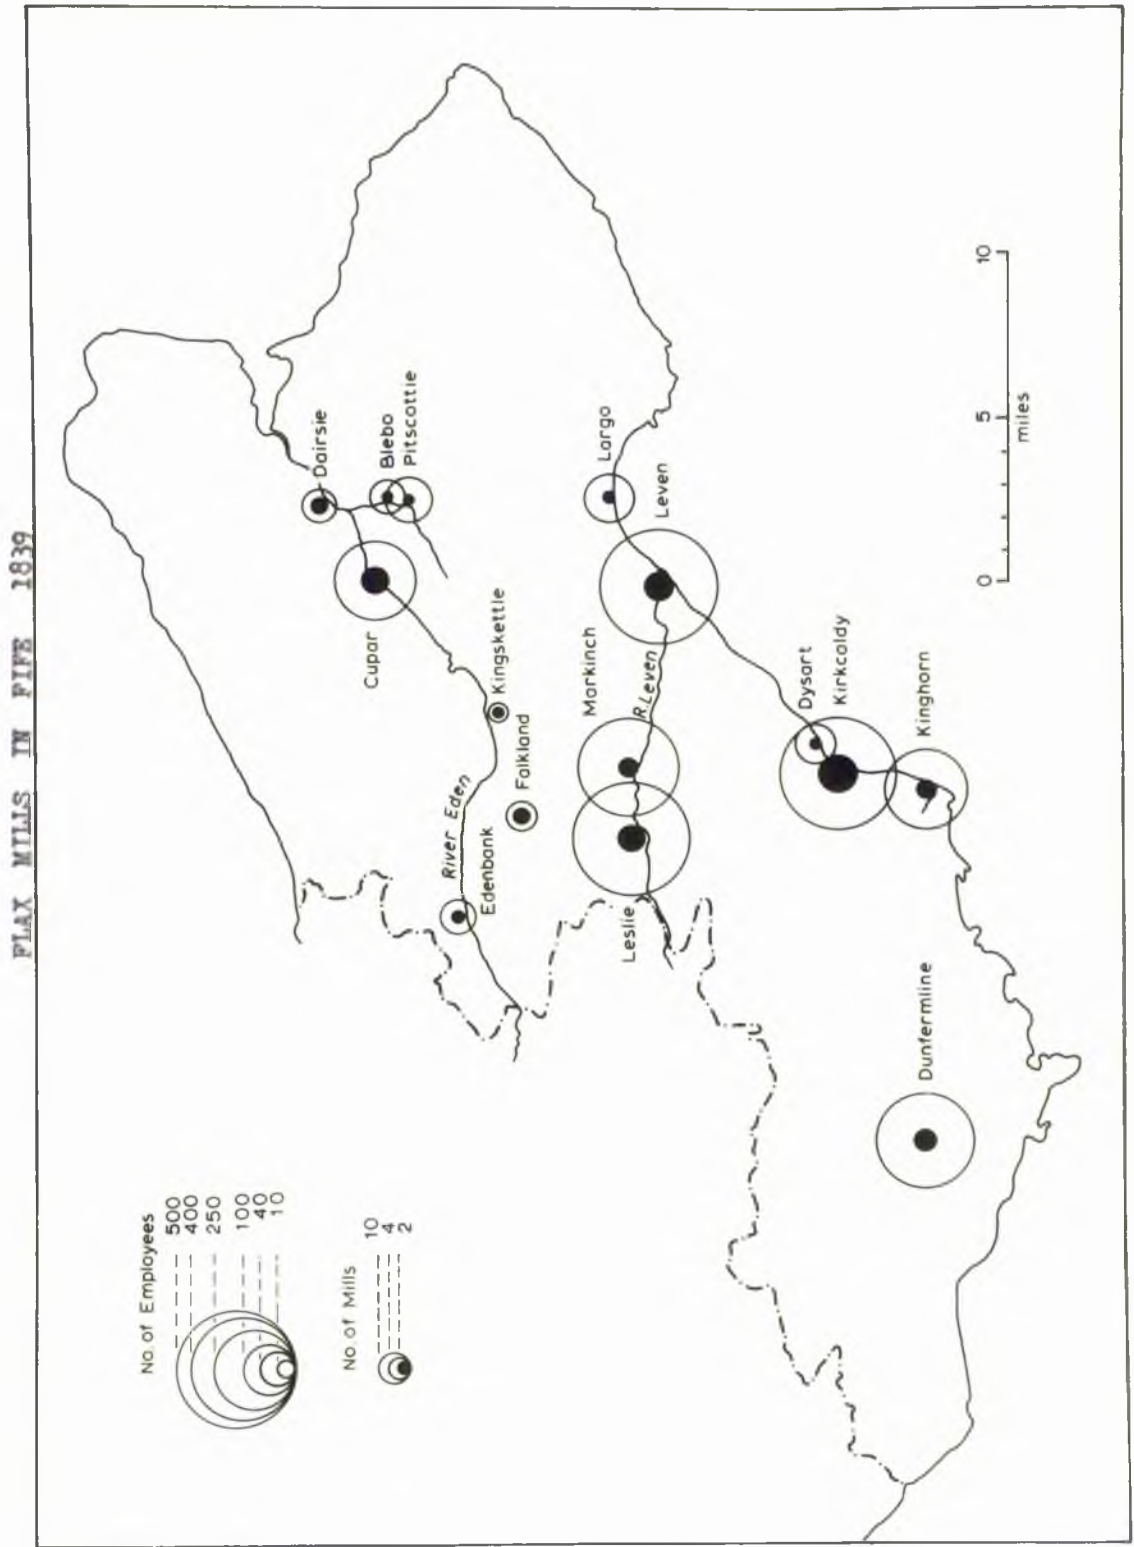 FLAX MILLS IN FIFE 1839
No. of Employees
500
400
250
100
40
10
No. of Mills
10
4
2
Dairsie
Blebo
Pitscottie
Cupar
Kingskettle
Falkland
River Eden
Edenbank
Largo
Leven
Markinch
R. Leven
Leslie
Dysart
Kirkcaldy
Kinghorn
Dunfermline
0
5
10
miles